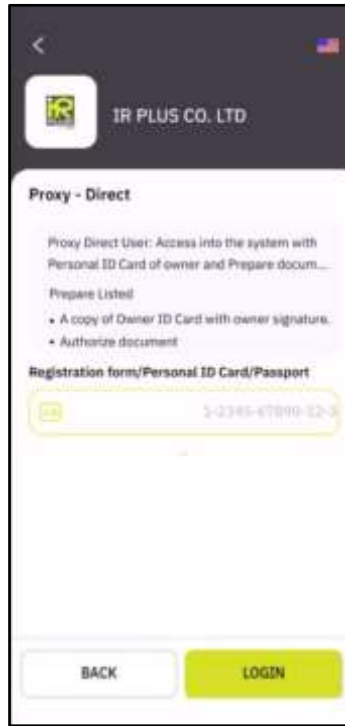 IR PLUS CO. LTD
Proxy - Direct
Proxy Direct User: Access into the system with
Personal ID Card of owner and Prepare docum...
Prepare Listed
• A copy of Owner ID Card with owner signature.
• Authorize document
Registration form/Personal ID Card/Passport
1-2345-67890-12-3
BACK
LOGIN